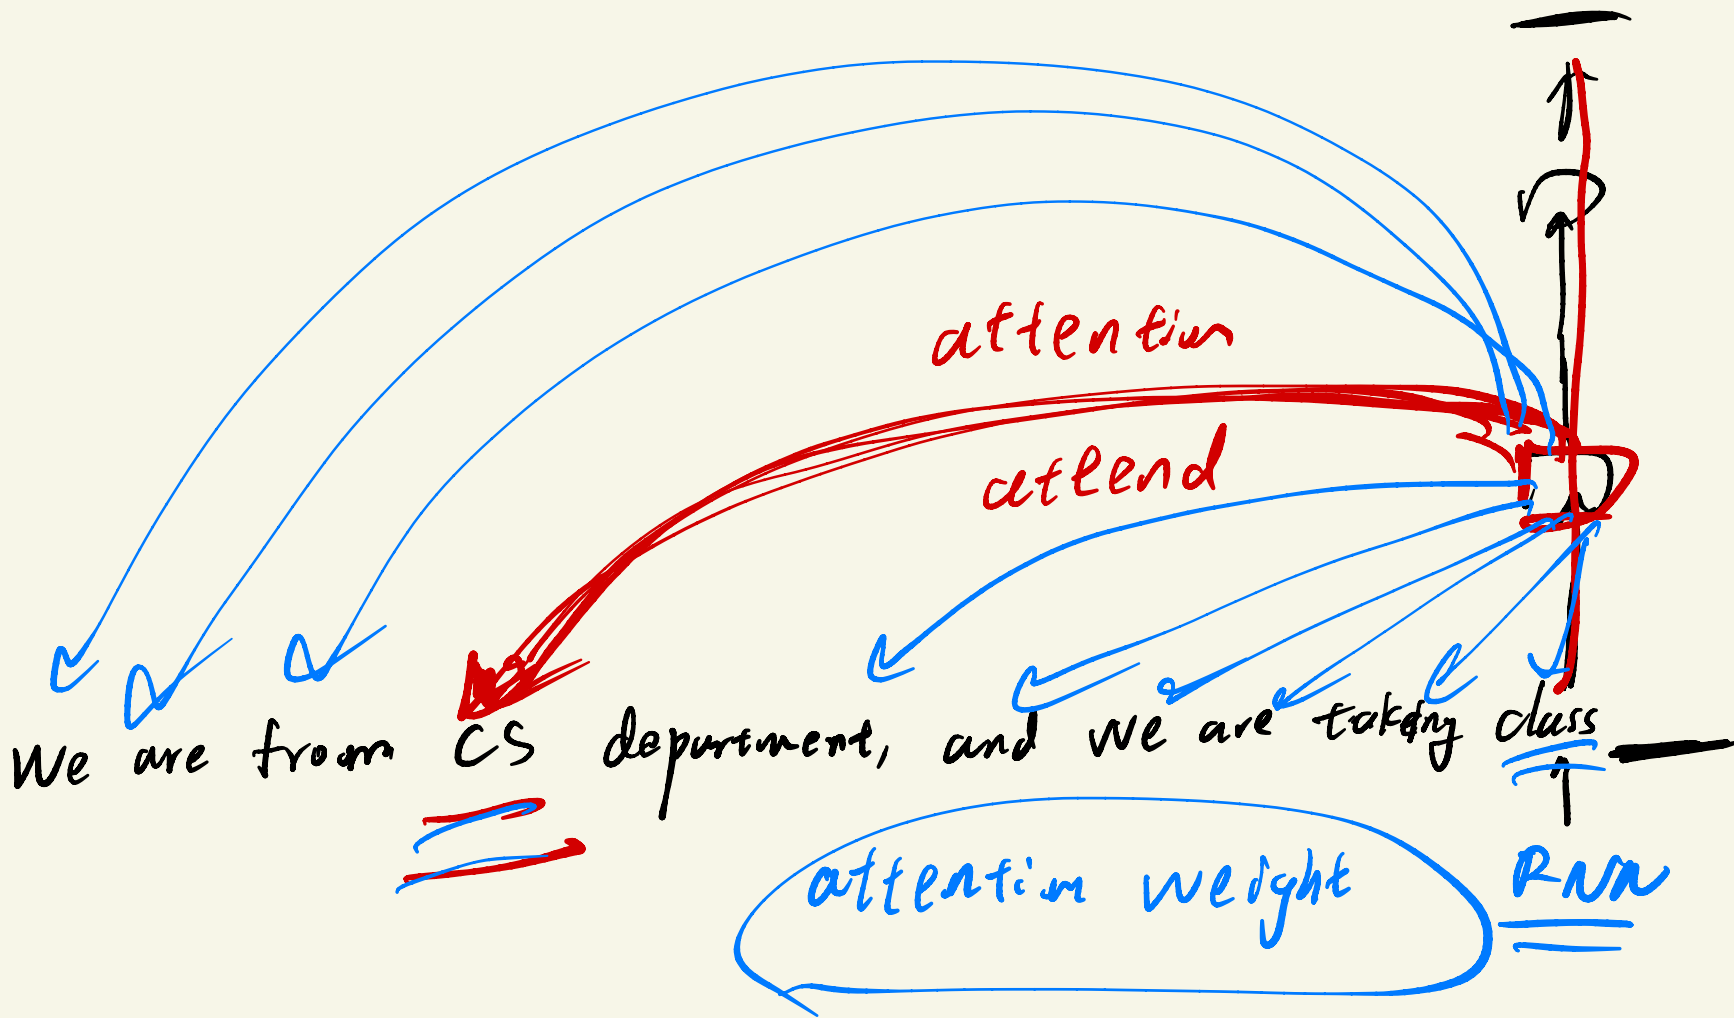 attention
attend
We are from CS department, and we are taking class
attention weight
RNN